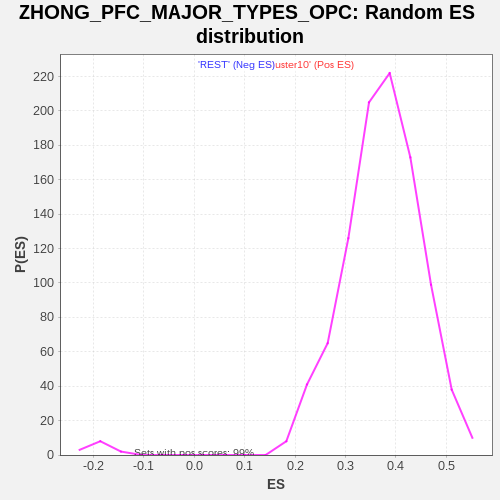 ZHONG_PFC_MAJOR_TYPES_OPC: Random ES
distribution
'REST' (Neg ES)uster10' (Pos ES)
220
200
180
160
140
120
100
80
60
40
20
0
P(ES)
Sets with pos scores: 99%
-0.2 -0.1 0.0 0.1 0.2 0.3 0.4 0.5
ES